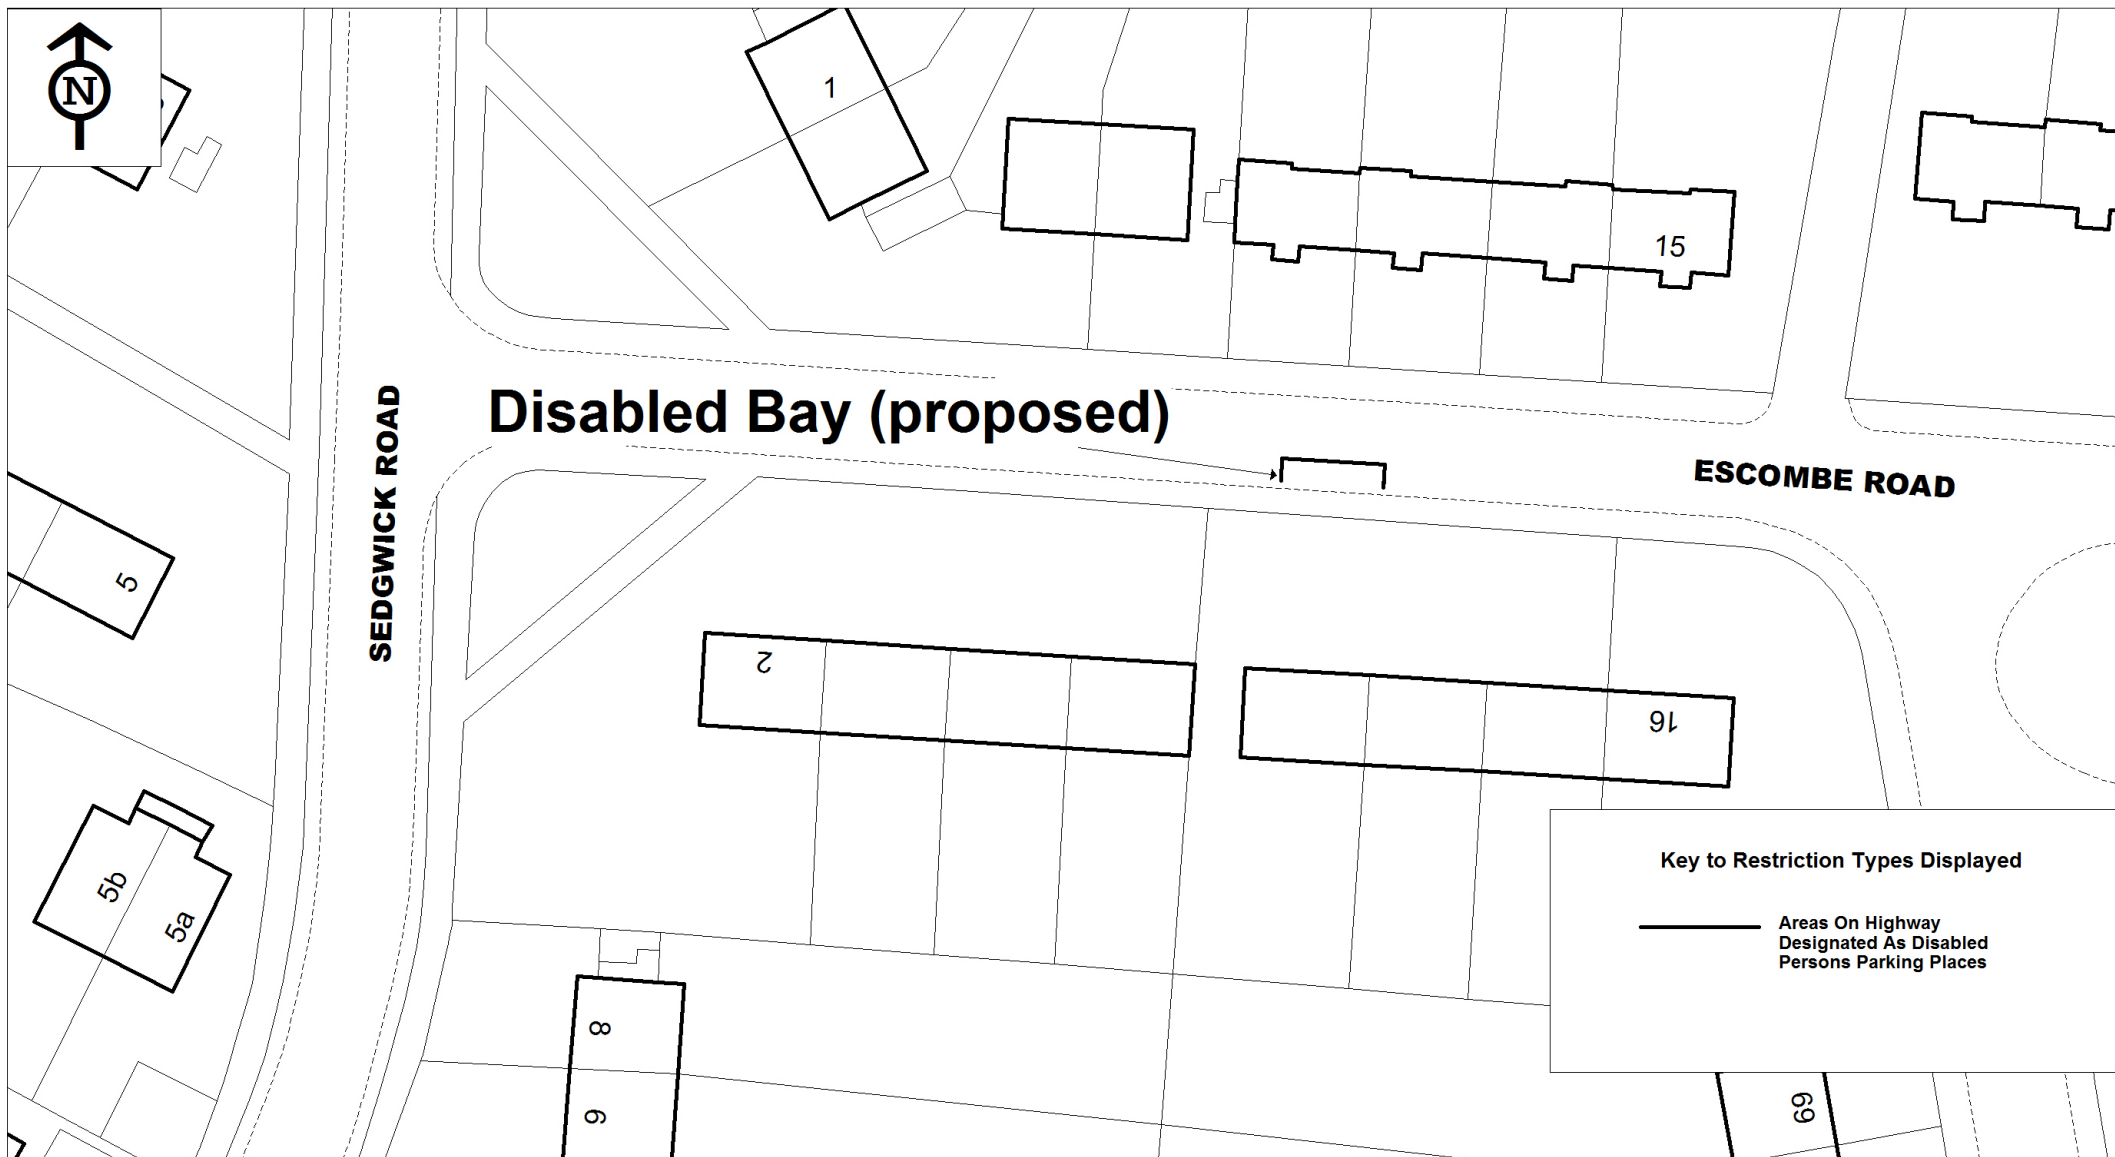 N
1
15
Disabled Bay (proposed)
SEDGWICK ROAD
ESCOMBE ROAD
5
2
16
5b
5a
Key to Restriction Types Displayed
Areas On Highway
Designated As Disabled
Persons Parking Places
8
6
69